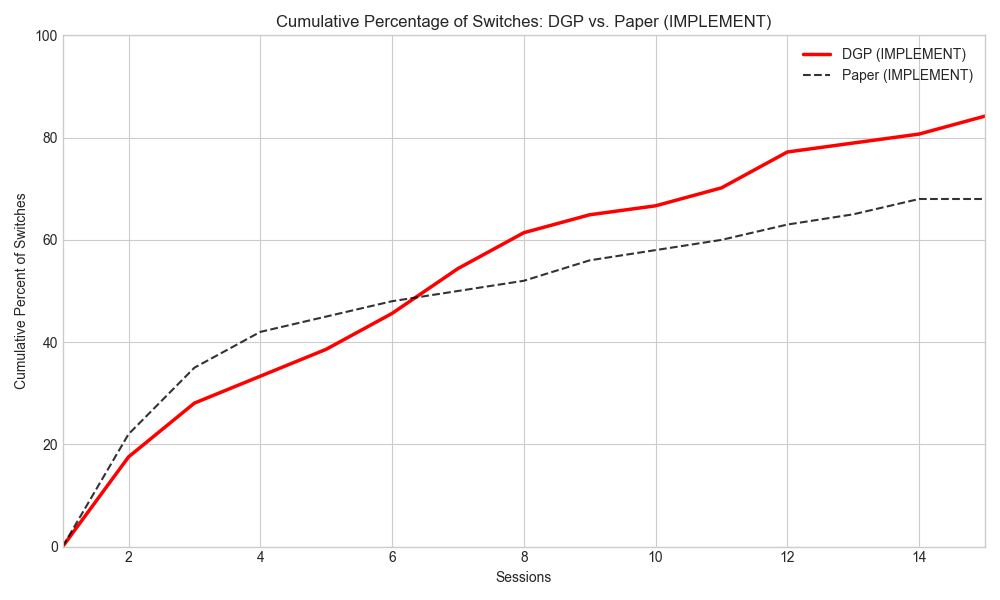 Cumulative Percentage of Switches: DGP vs. Paper (IMPLEMENT)
100
80
60
40
20
0
Cumulative Percent of Switches
DGP (IMPLEMENT)
Paper (IMPLEMENT)
2 4 6 8 10 12 14
Sessions